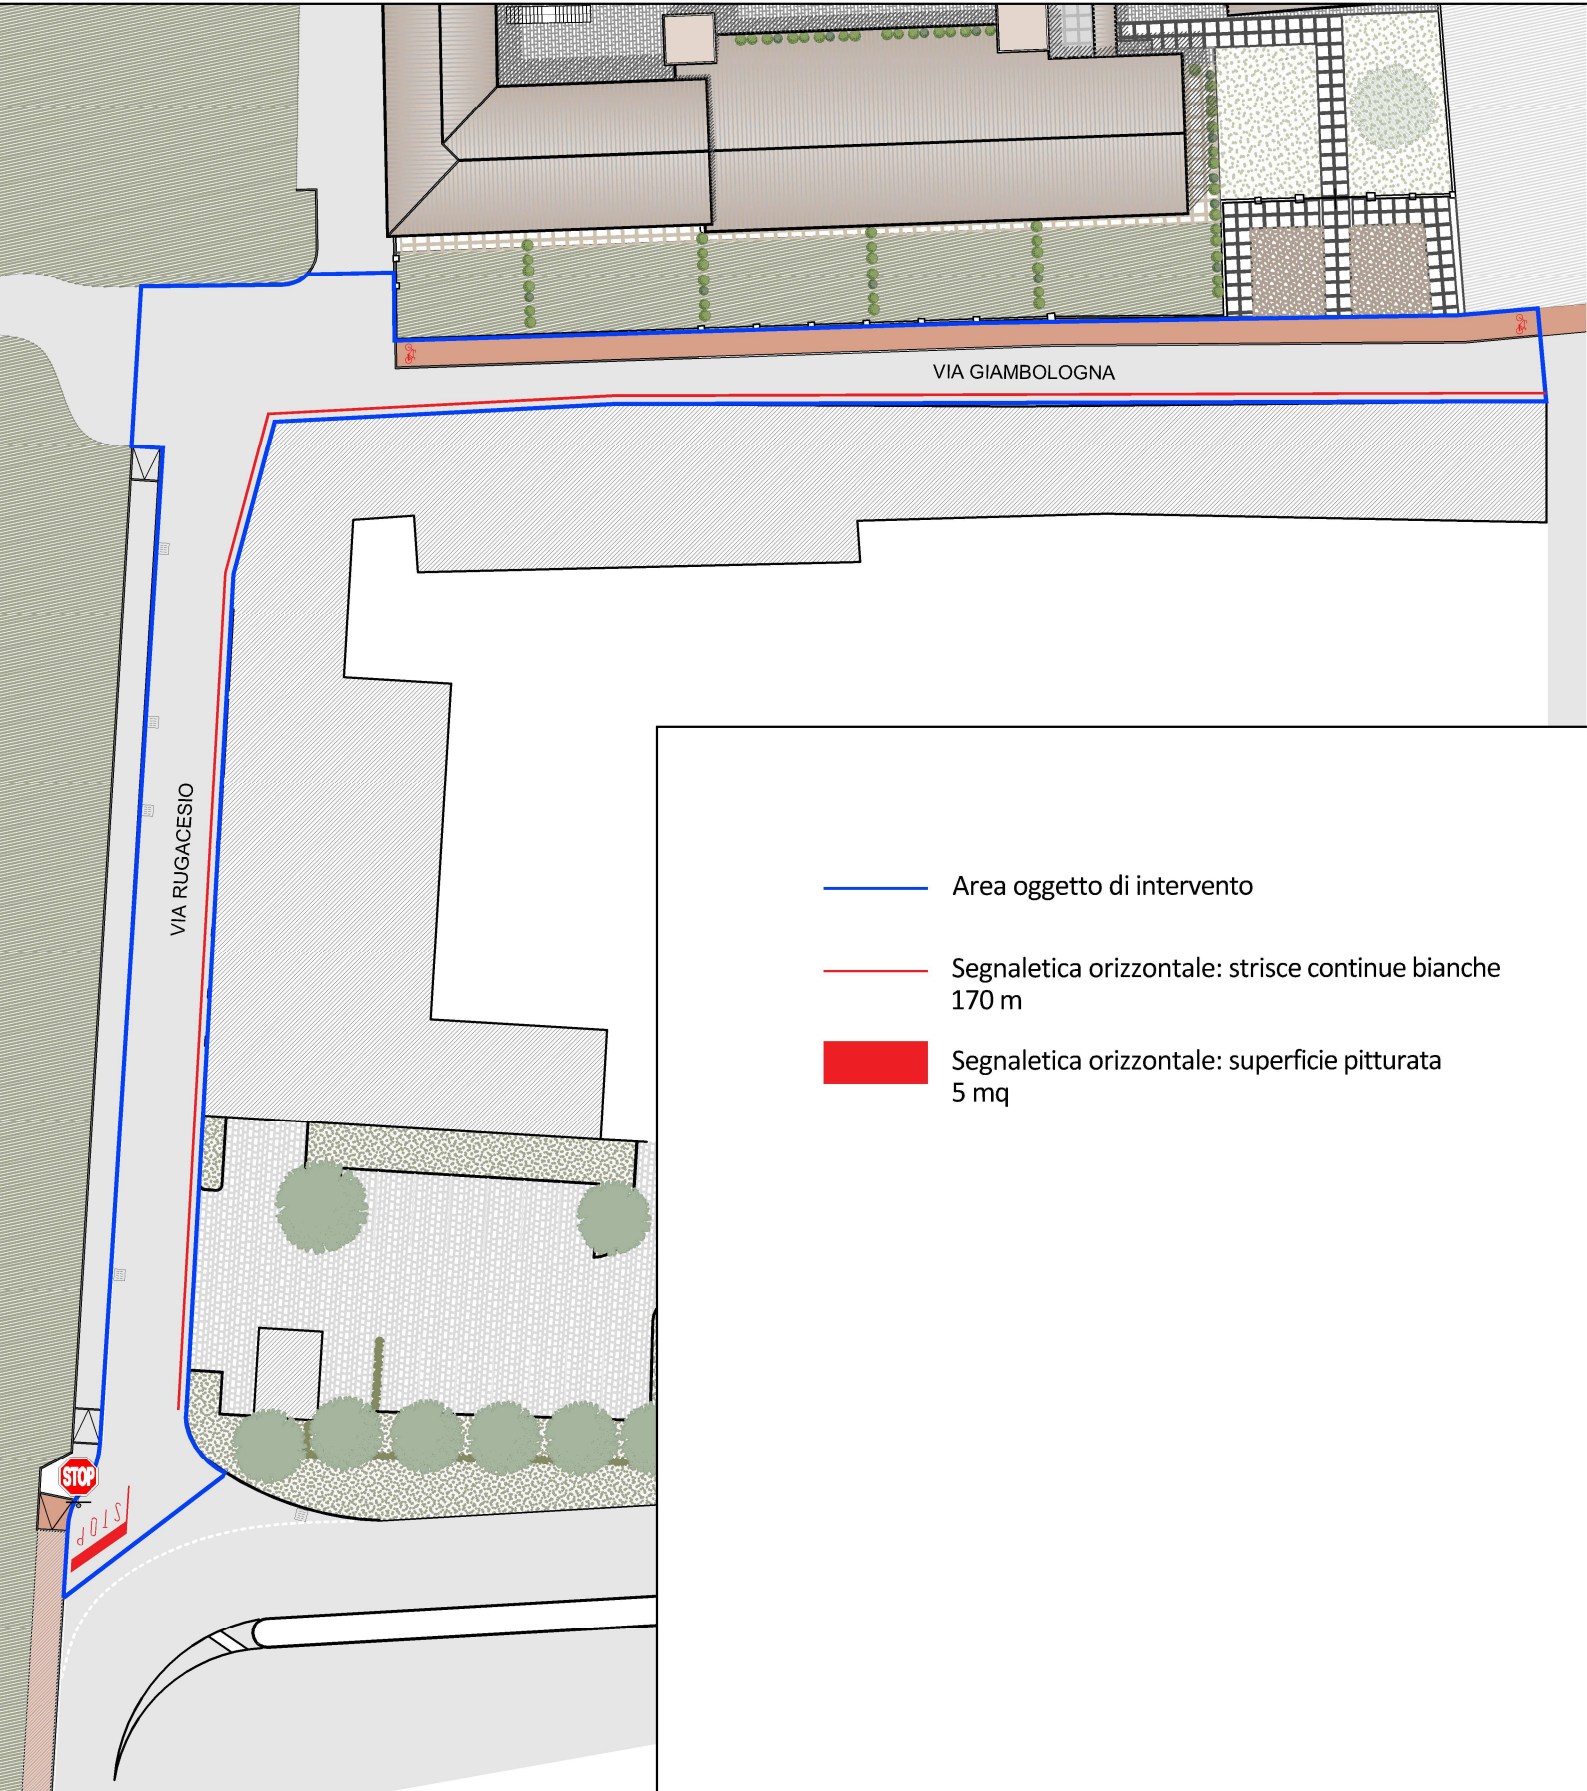 VIA GIAMBOLOGNA
VIA RUGACESIO
Area oggetto di intervento
Segnaletica orizzontale: strisce continue bianche
170 m
Segnaletica orizzontale: superficie pitturata
5 mq
STOP
STOP